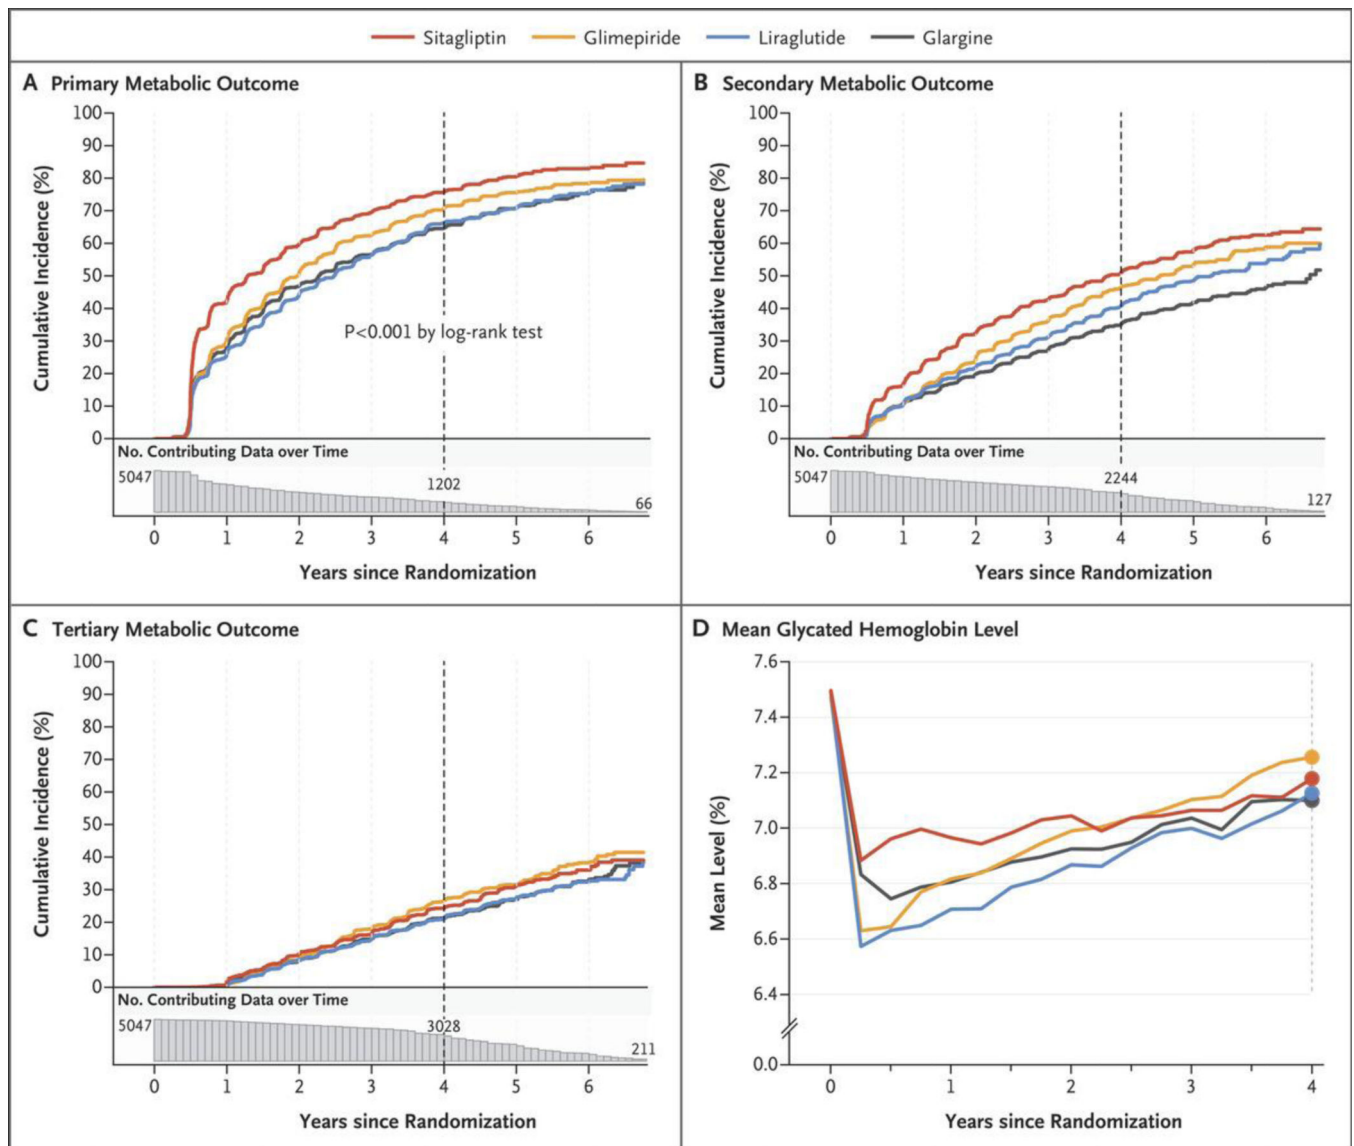 Sitagliptin Glimepiride Liraglutide Glargine
A Primary Metabolic Outcome
Cumulative Incidence (%)
100
90
80
70
60
50
40
30
20
10
0
P<0.001 by log-rank test
No. Contributing Data over Time
5047 1202 66
0 1 2 3 4 5 6
Years since Randomization
B Secondary Metabolic Outcome
Cumulative Incidence (%)
100
90
80
70
60
50
40
30
20
10
0
No. Contributing Data over Time
5047 2244 127
0 1 2 3 4 5 6
Years since Randomization
C Tertiary Metabolic Outcome
Cumulative Incidence (%)
100
90
80
70
60
50
40
30
20
10
0
No. Contributing Data over Time
5047 3028 211
0 1 2 3 4 5 6
Years since Randomization
D Mean Glycated Hemoglobin Level
Mean Level (%)
7.6
7.4
7.2
7.0
6.8
6.6
6.4
0.0
0 1 2 3 4
Years since Randomization